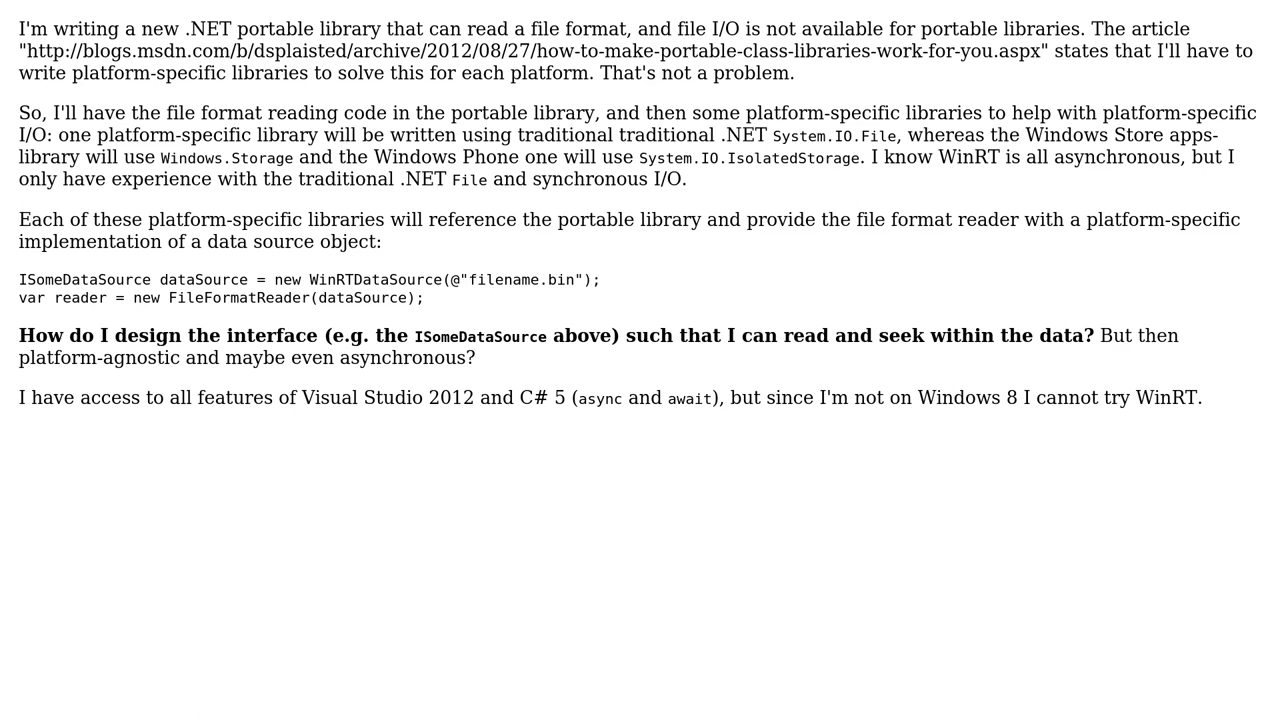 I'm writing a new .NET portable library that can read a file format, and file I/O is not available for portable libraries. The article
"http://blogs.msdn.com/b/dsplaisted/archive/2012/08/27/how-to-make-portable-class-libraries-work-for-you.aspx" states that I'll have to
write platform-specific libraries to solve this for each platform. That's not a problem.
So, I'll have the file format reading code in the portable library, and then some platform-specific libraries to help with platform-specific
I/O: one platform-specific library will be written using traditional traditional .NET System.IO.File, whereas the Windows Store apps-
library will use Windows.Storage and the Windows Phone one will use System.IO.IsolatedStorage. I know WinRT is all asynchronous, but I
only have experience with the traditional .NET File and synchronous I/O.
Each of these platform-specific libraries will reference the portable library and provide the file format reader with a platform-specific
implementation of a data source object:
ISomeDataSource dataSource = new WinRTDataSource(@"filename.bin");
var reader = new FileFormatReader(dataSource);
How do I design the interface (e.g. the ISomeDataSource above) such that I can read and seek within the data? But then
platform-agnostic and maybe even asynchronous?
I have access to all features of Visual Studio 2012 and C# 5 (async and await), but since I'm not on Windows 8 I cannot try WinRT.